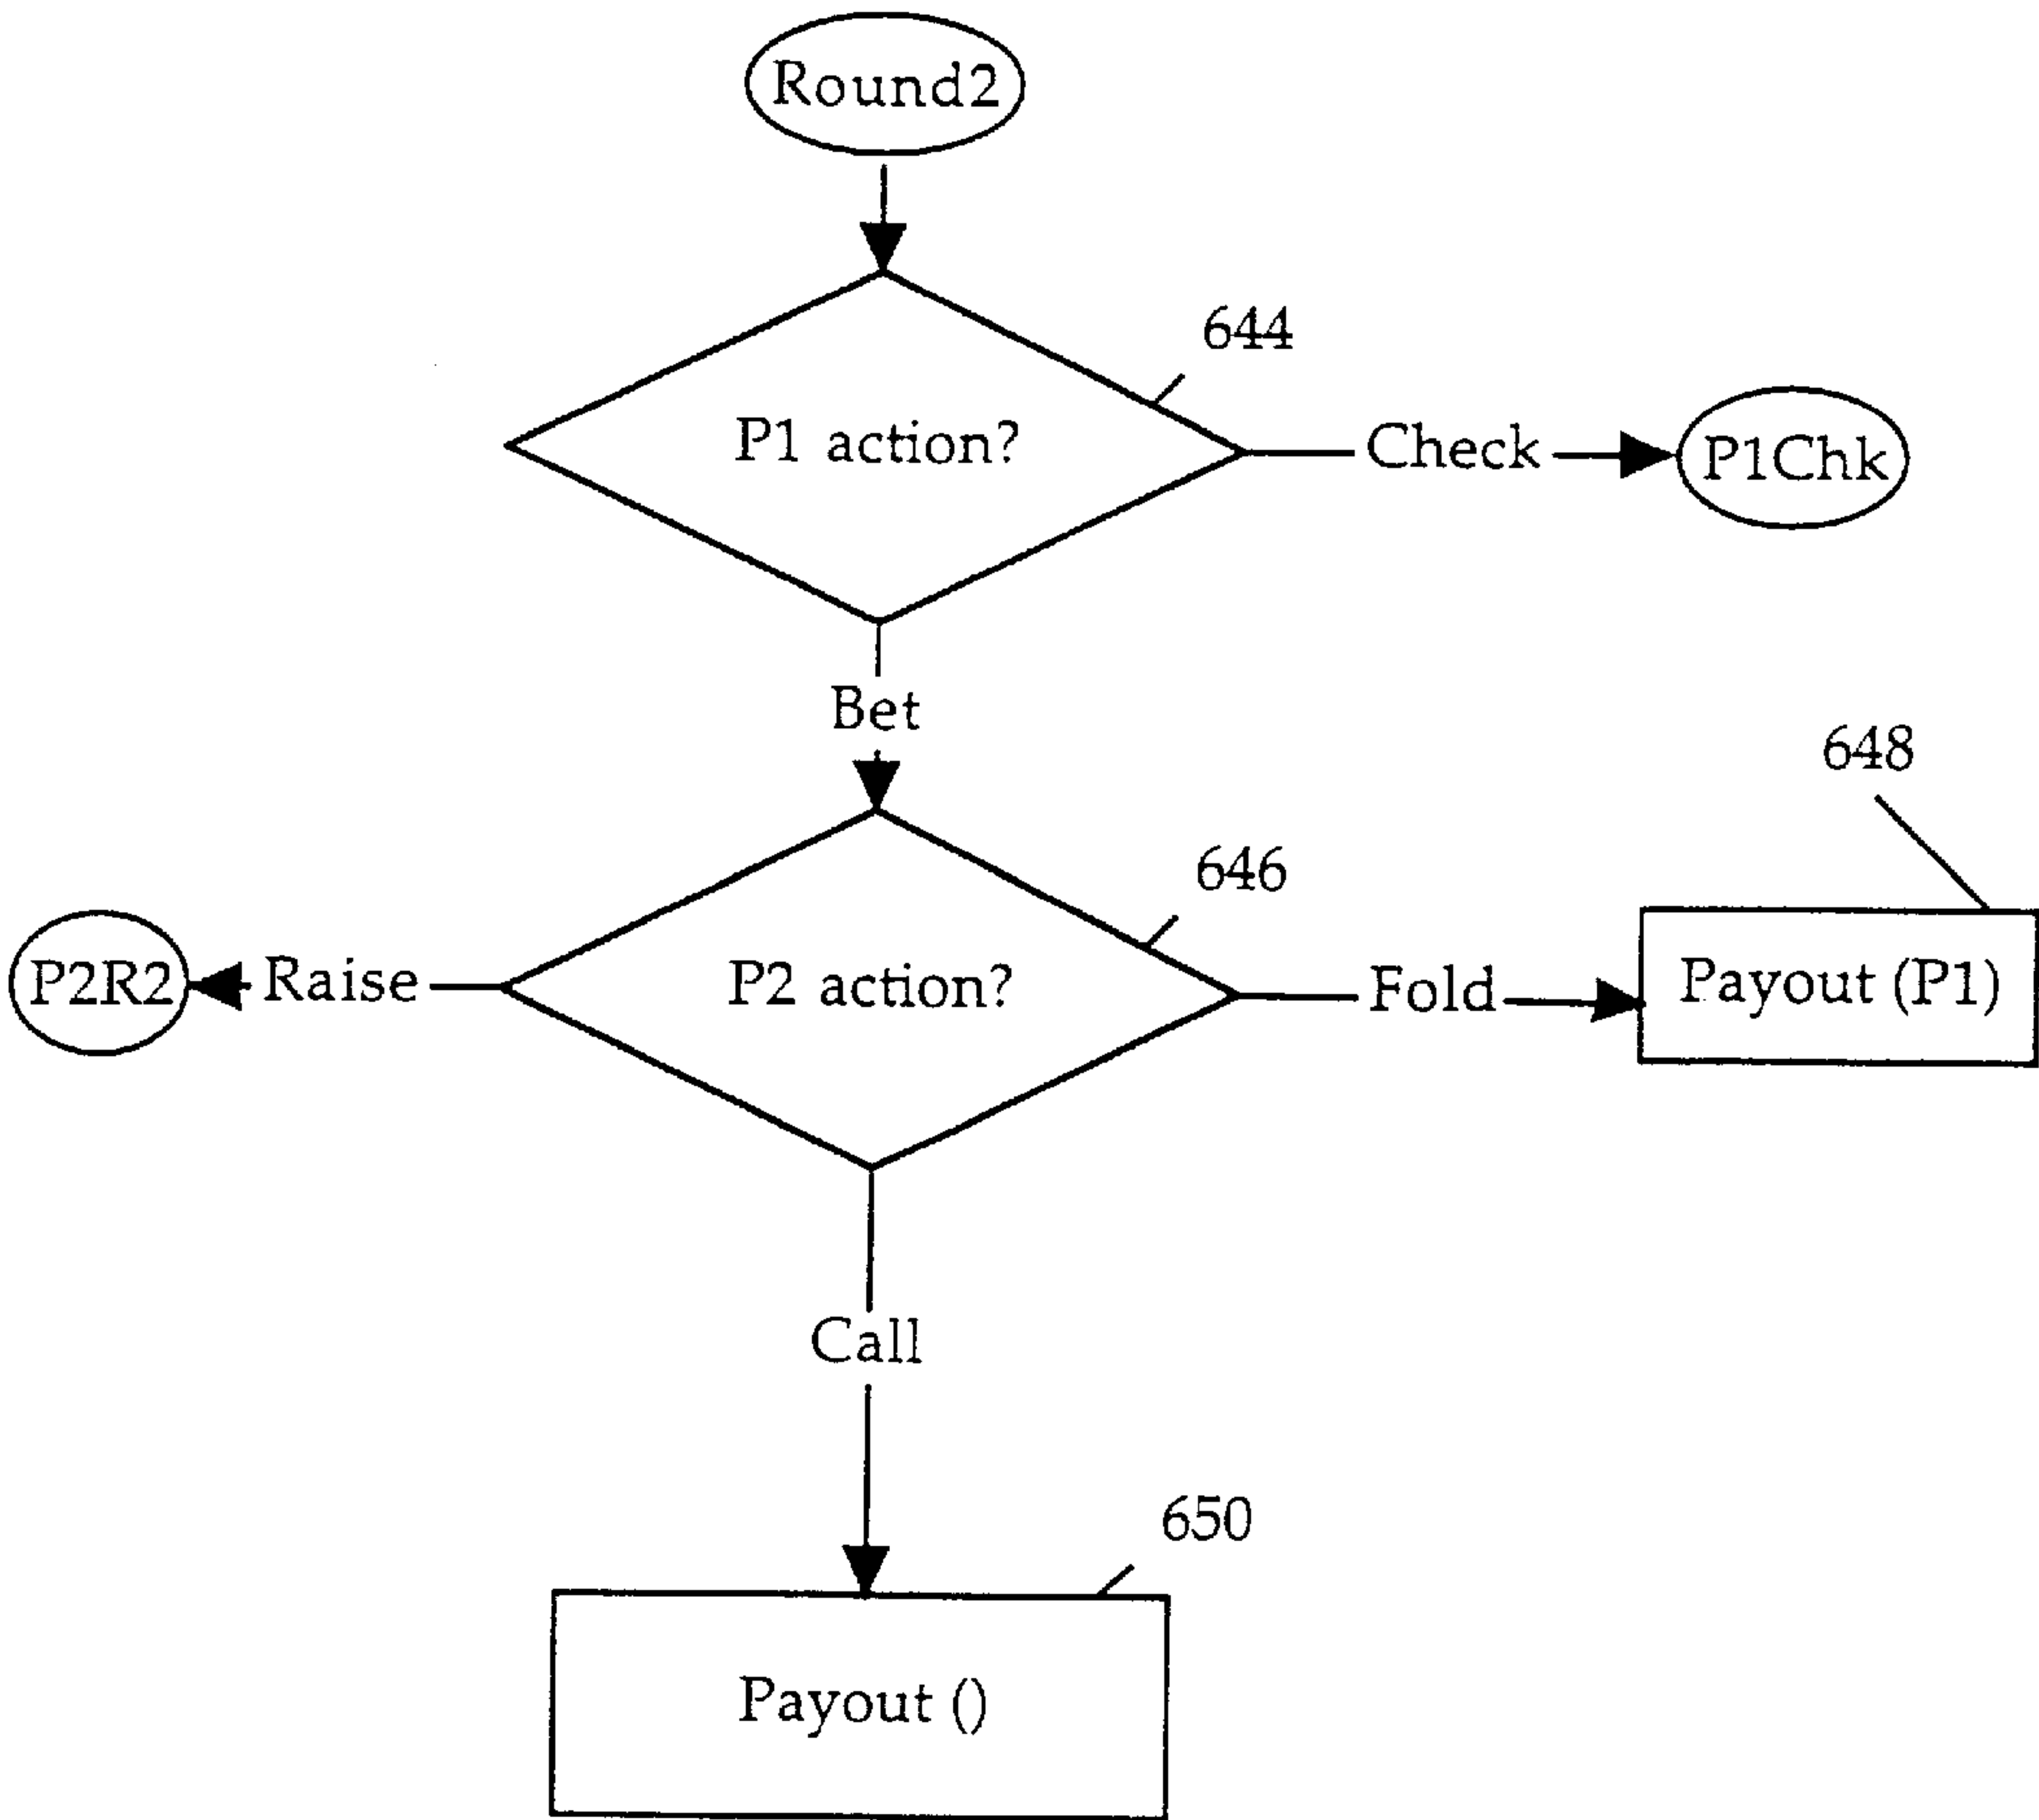 Round2
644
P1 action?
Check
P1Chk
Bet
648
646
P2R2
Raise
P2 action?
Fold
Payout (P1)
Call
650
Payout ()